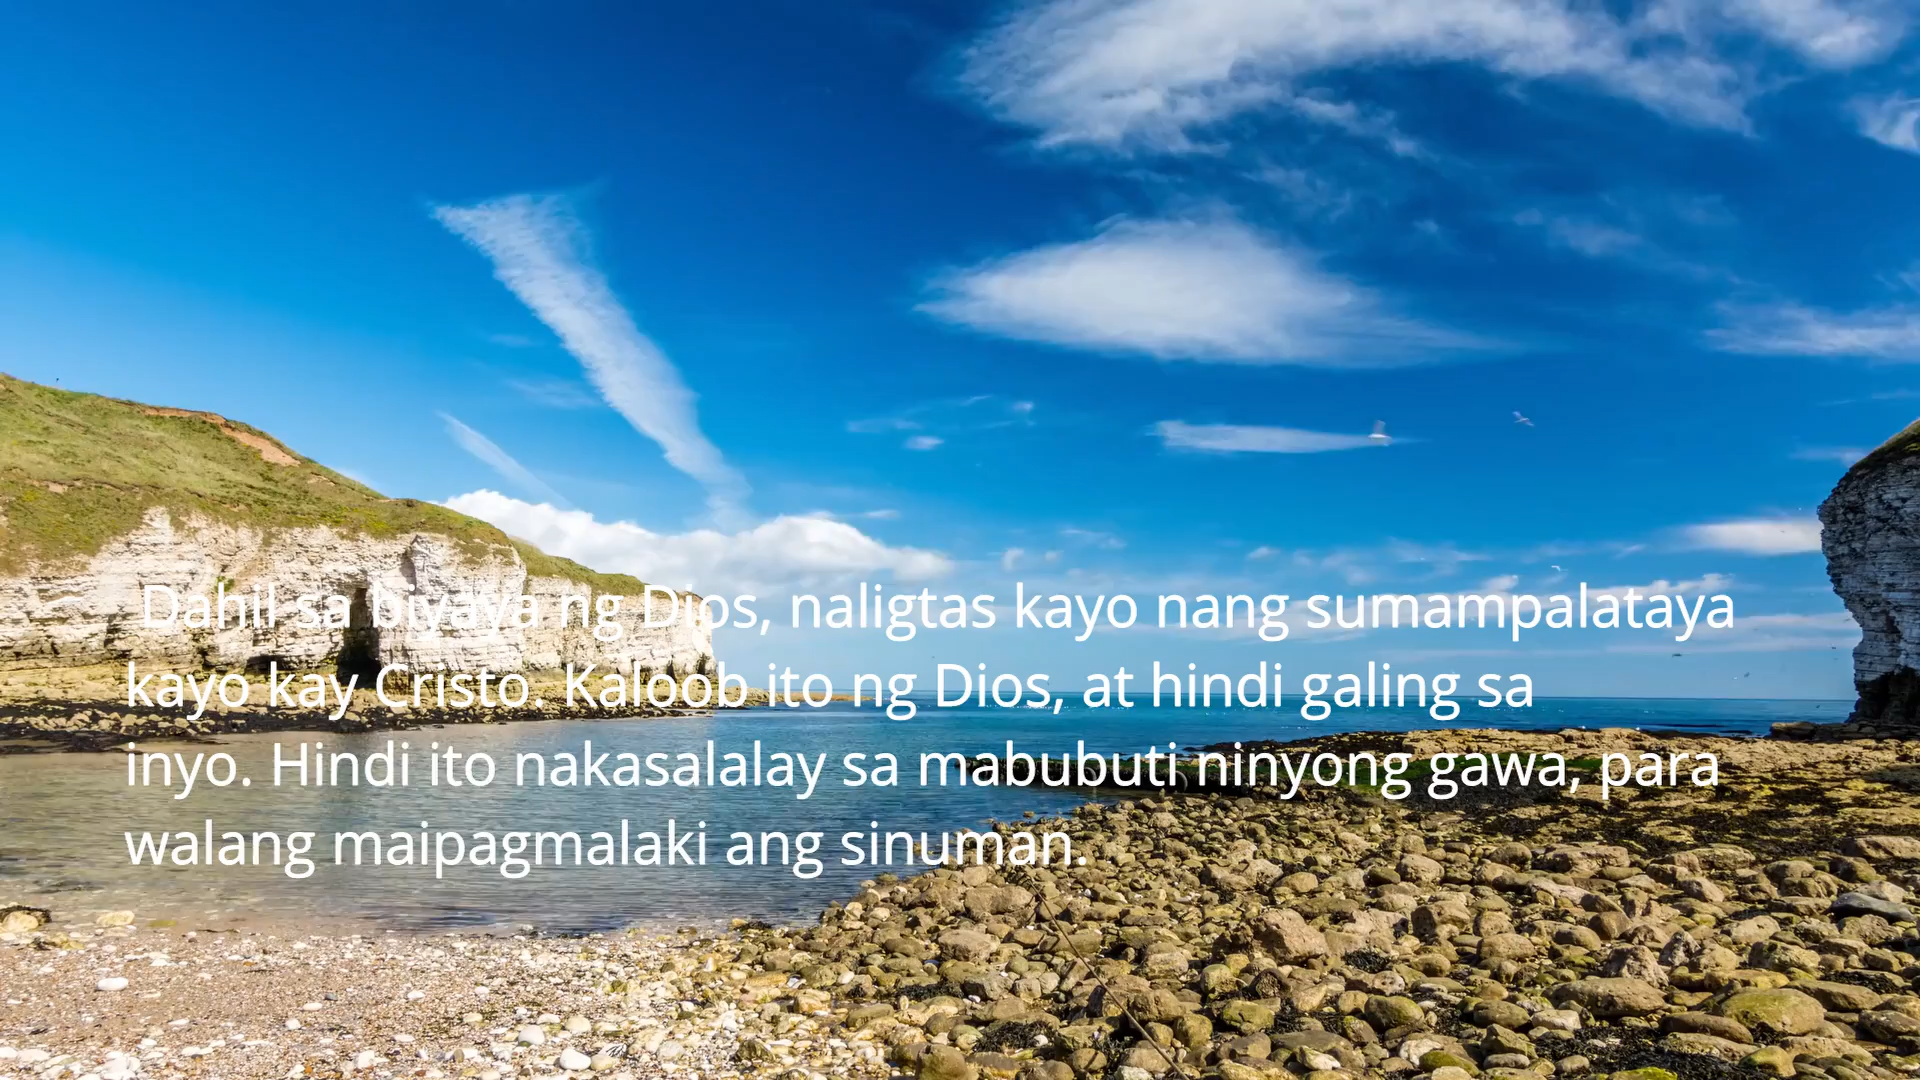 Dahil sa biyaya ng Dios, naligtas kayo nang sumampalataya
kayo kay Cristo. Kaloob ito ng Dios, at hindi galing sa
inyo. Hindi ito nakasalalay sa mabubuti ninyong gawa, para
walang maipagmalaki ang sinuman.